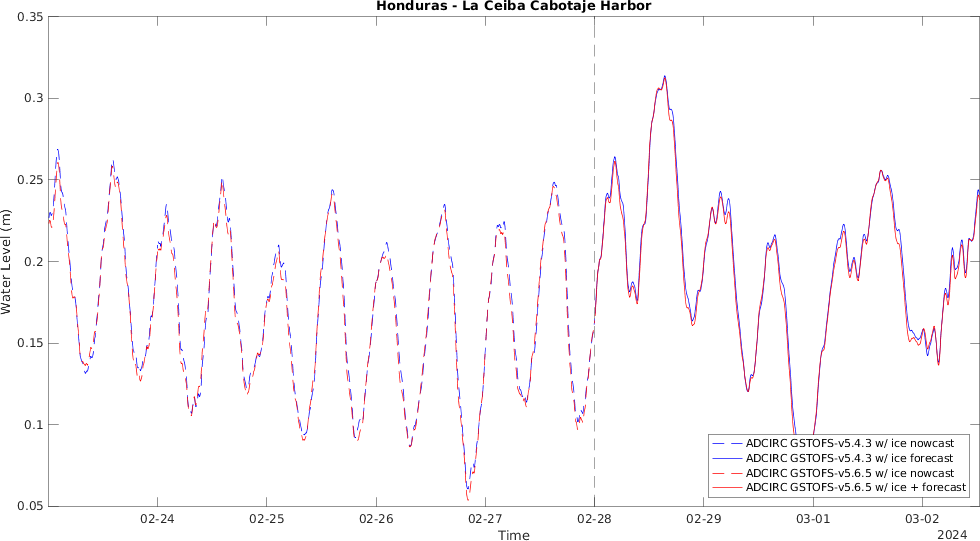 Honduras - La Ceiba Cabotaje Harbor
0.35
0.3
0.25
0.2
0.15
0.1
0.05
Water Level (m)
02-24
02-25
02-26
02-27
02-28
02-29
03-01
03-02
Time
2024
ADCIRC GSTOFS-v5.4.3 w/ ice nowcast
ADCIRC GSTOFS-v5.4.3 w/ ice forecast
ADCIRC GSTOFS-v5.6.5 w/ ice nowcast
ADCIRC GSTOFS-v5.6.5 w/ ice + forecast